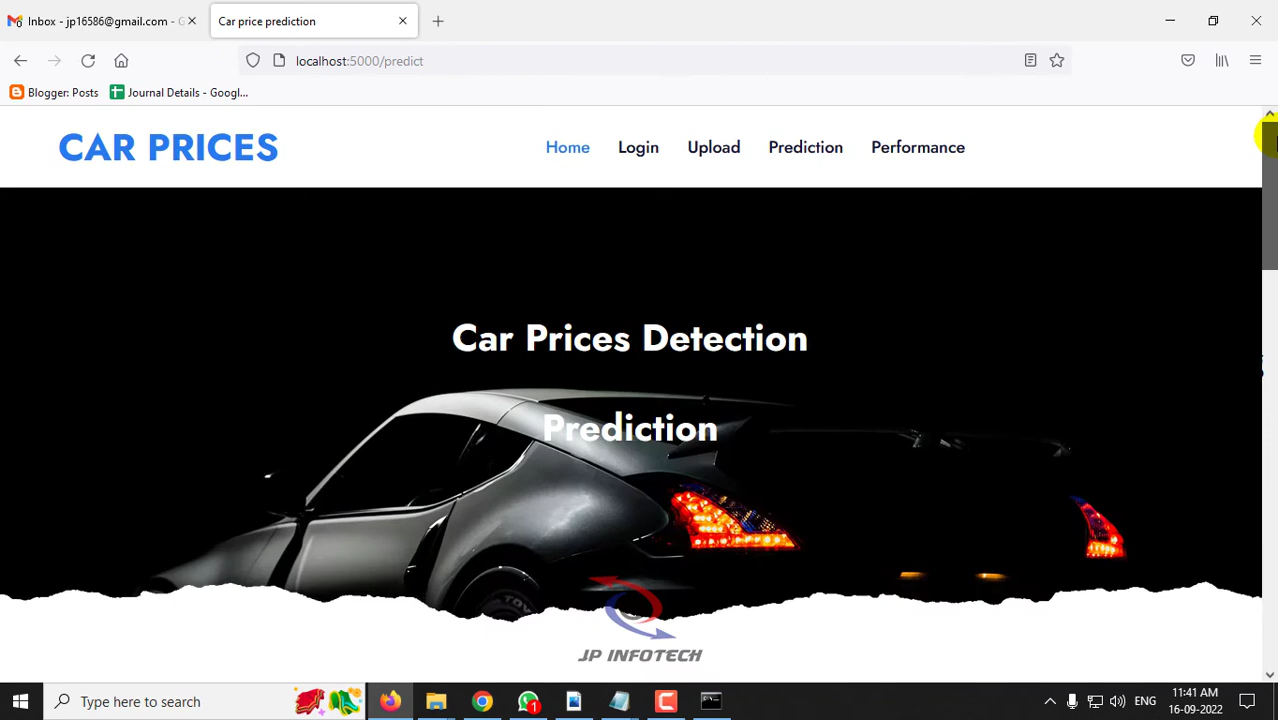 Inbox - jp16586@gmail.com - G
Car price prediction
localhost:5000/predict
Blogger: Posts
Journal Details - Googl...
CAR PRICES
Home
Login
Upload
Prediction
Performance
Car Prices Detection
Prediction
JP INFOTECH
Type here to search
1
ENG
11:41 AM
16-09-2022